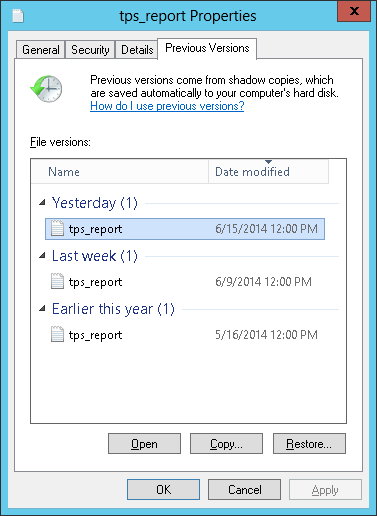 tps_report Properties
x
General Security Details Previous Versions
Previous versions come from shadow copies, which
are saved automatically to your computer's hard disk.
How do I use previous versions?
File versions:
Name Date modified
Yesterday (1)
tps_report 6/15/2014 12:00 PM
Last week (1)
tps_report 6/9/2014 12:00 PM
Earlier this year (1)
tps_report 5/16/2014 12:00 PM
Open Copy... Restore...
OK Cancel Apply